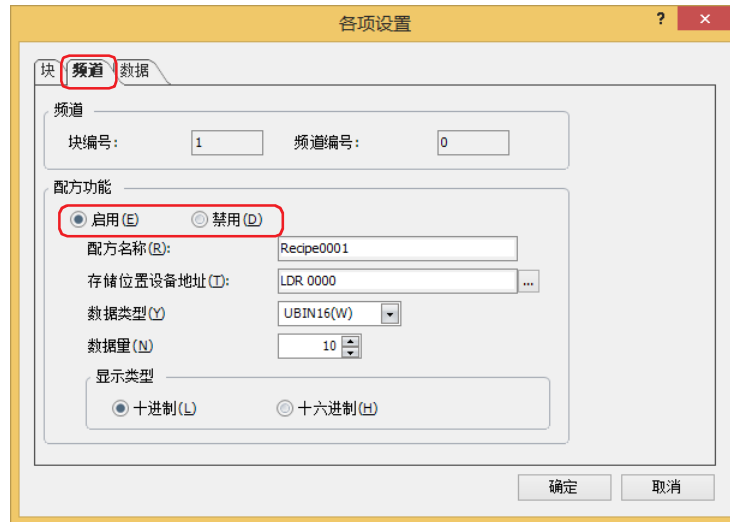 各项设置
? ×
块 频道 数据
频道
块编号: 1 频道编号: 0
配方功能
启用(E) 禁用(D)
配方名称(R): Recipe0001
存储位置设备地址(T): LDR 0000 ...
数据类型(Y) UBIN16(W)
数据量(N) 10
显示类型
十进制(L) 十六进制(H)
确定 取消